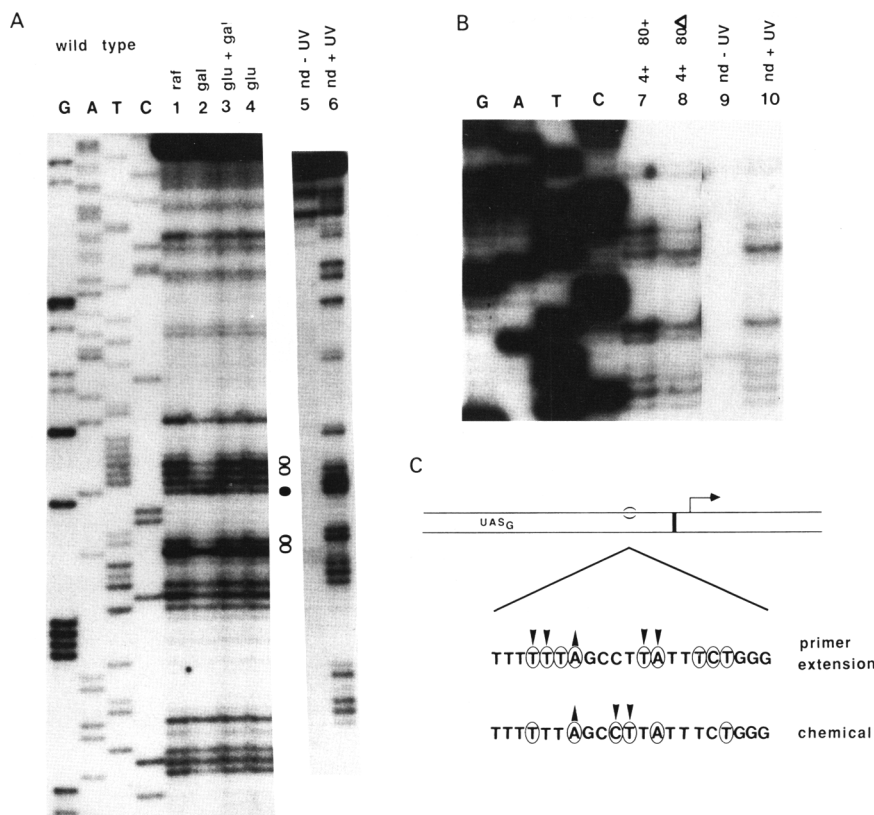 A
wild type
G A T C
raf
gal
glu + gal
glu
1 2 3 4
nd - UV
nd + UV
5 6
B
G A T C
4+ 80+
4+ 80Δ
nd - UV
nd + UV
7 8 9 10
C
UASG
TTTTTTAGCCTTATTTCTGGG
primer
extension
TTTTTTAGCCTTATTTCTGGG
chemical